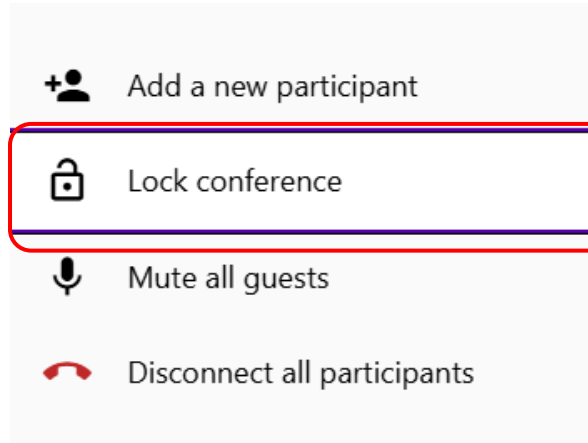 Add a new participant
Lock conference
Mute all guests
Disconnect all participants